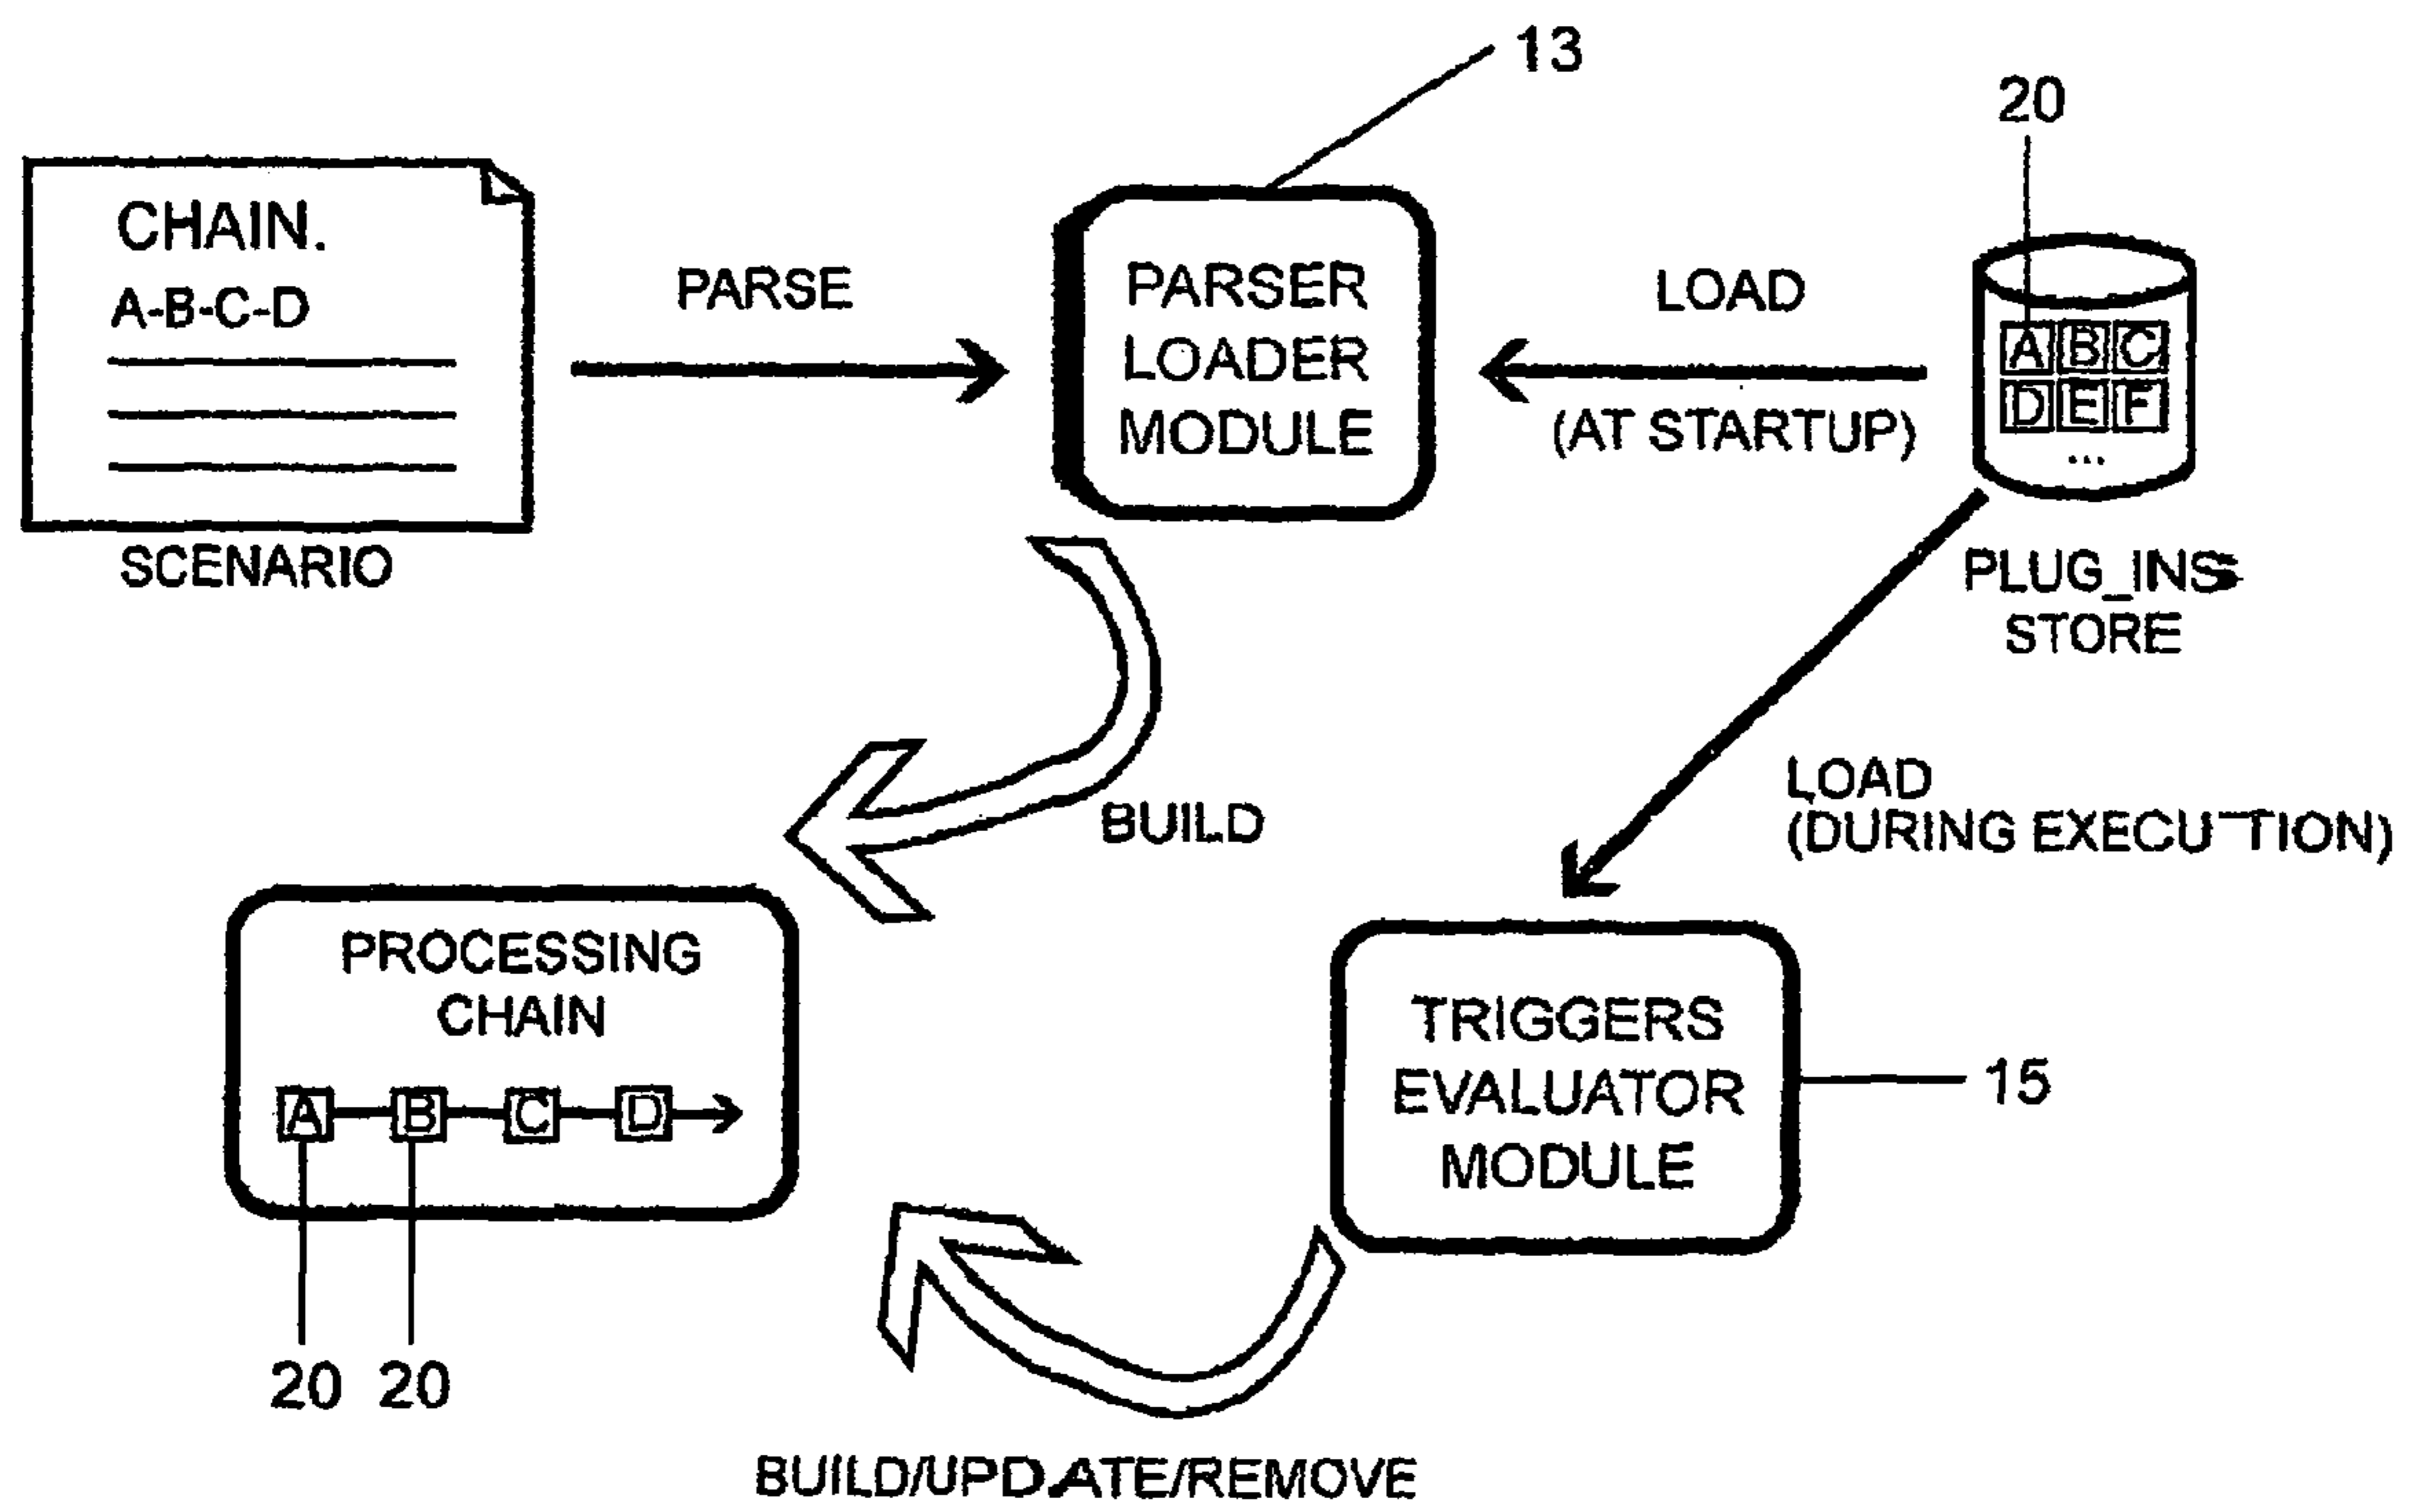 13
20
CHAIN.
A-B-C-D
SCENARIO
PARSE
PARSER
LOADER
MODULE
LOAD
(AT STARTUP)
A B C
D E F
...
PLUG_INS
STORE
BUILD
LOAD
(DURING EXECUTION)
PROCESSING
CHAIN
A B C D
20 20
TRIGGERS
EVALUATOR
MODULE
15
BUILD/UPDATE/REMOVE